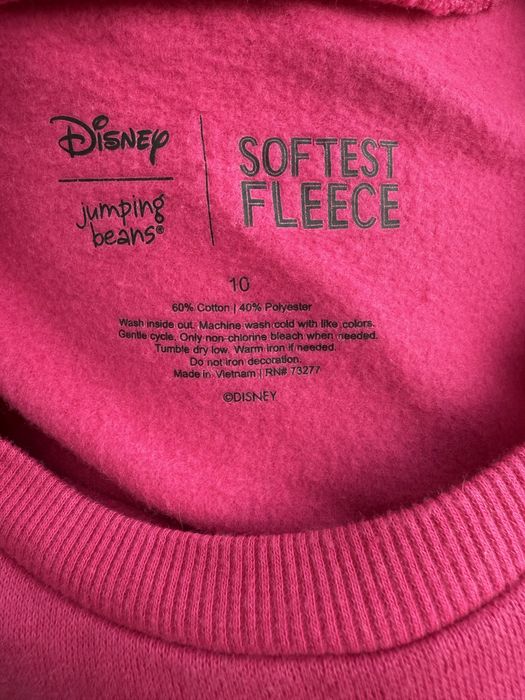 Disney
jumping
beans®
SOFTEST
FLEECE
10
60% Cotton | 40% Polyester
Wash inside out. Machine wash cold with like colors.
Gentle cycle. Only non-chlorine bleach when needed.
Tumble dry low. Warm iron if needed.
Do not iron decoration.
Made in Vietnam | RN# 73277
©DISNEY